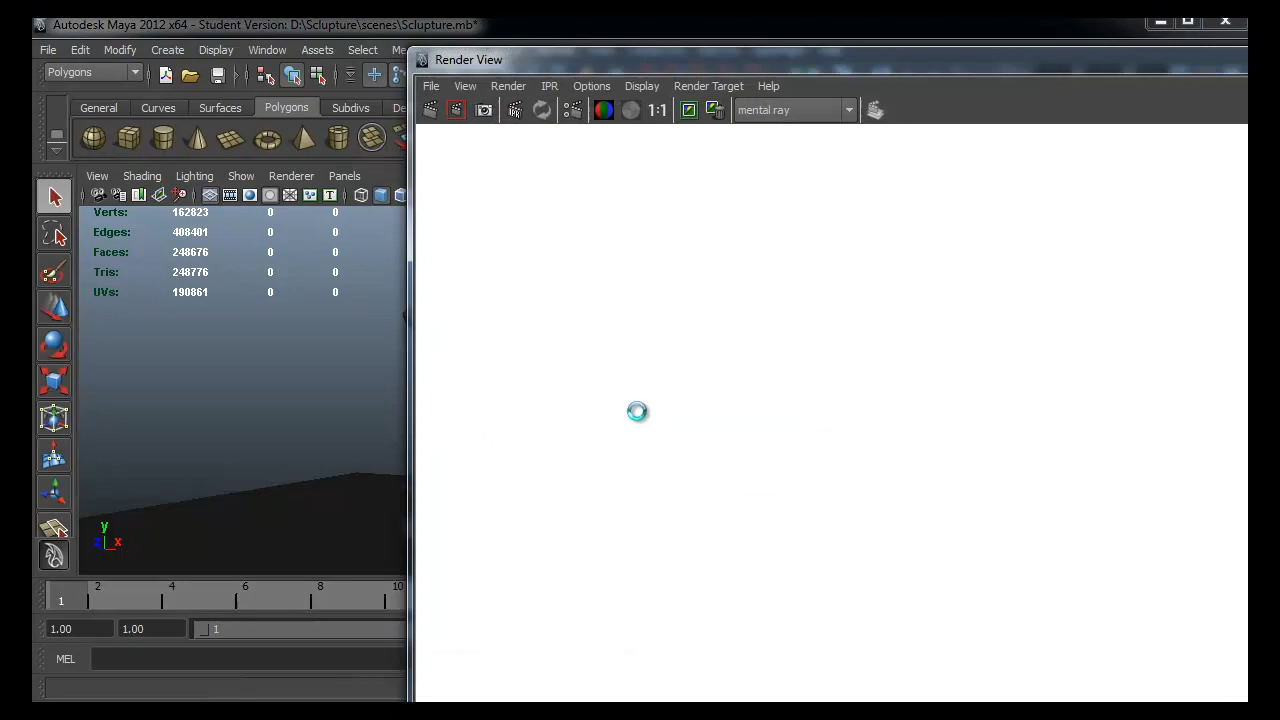 Autodesk Maya 2012 x64 - Student Version: D:\Sclupture\scenes\Sclupture.mb*
File Edit Modify Create Display Window Assets Select Me
Render View
Polygons
File View Render IPR Options Display Render Target Help
IPR 1:1 mental ray
General Curves Surfaces Polygons Subdivs De
View Shading Lighting Show Renderer Panels
Verts: 162823 0 0
Edges: 408401 0 0
Faces: 248676 0 0
Tris: 248776 0 0
UVs: 190861 0 0
y
z x
1 2 4 6 8 10
1.00 1.00 1
MEL